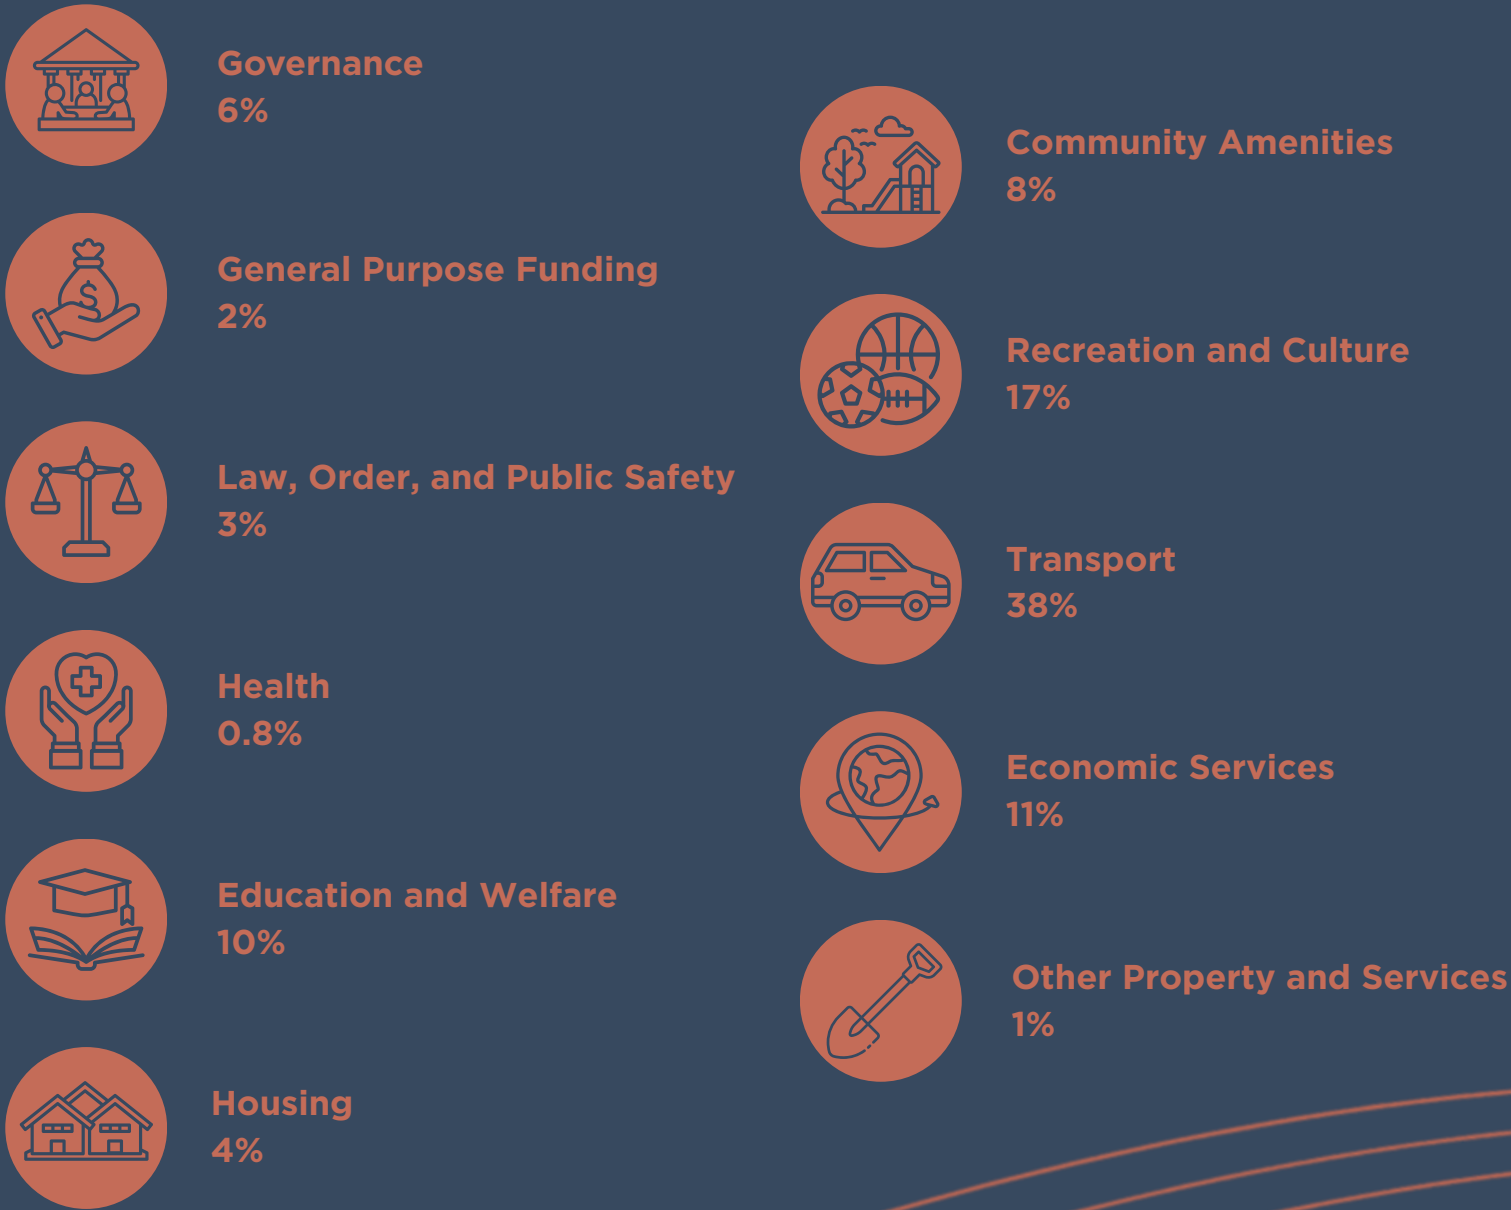 Governance
6%
General Purpose Funding
2%
Law, Order, and Public Safety
3%
Health
0.8%
Education and Welfare
10%
Housing
4%
Community Amenities
8%
Recreation and Culture
17%
Transport
38%
Economic Services
11%
Other Property and Services
1%